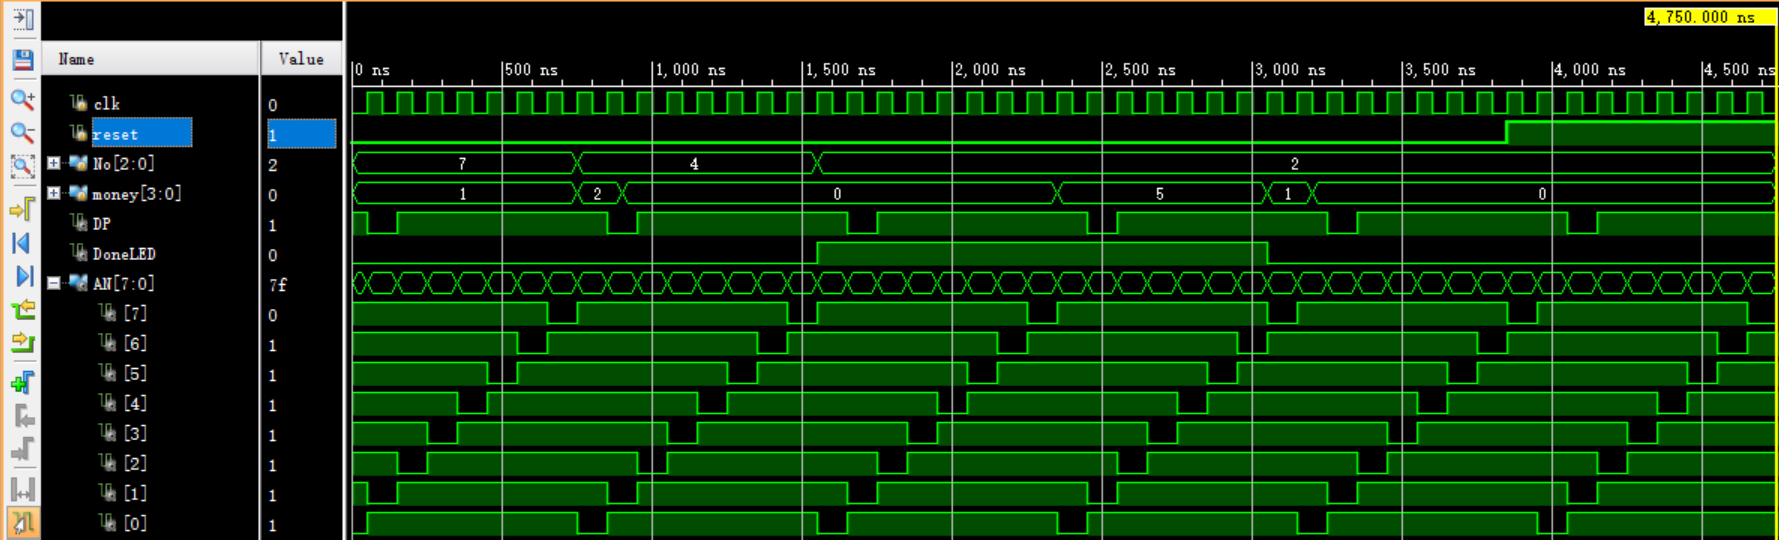 4,750.000 ns
Name Value
0 ns 500 ns 1,000 ns 1,500 ns 2,000 ns 2,500 ns 3,000 ns 3,500 ns 4,000 ns 4,500 ns
clk 0
reset 1
No[2:0] 2 7 4 2
money[3:0] 0 1 2 0 5 1 0
DP 1
DoneLED 0
AN[7:0] 7f
[7] 0
[6] 1
[5] 1
[4] 1
[3] 1
[2] 1
[1] 1
[0] 1